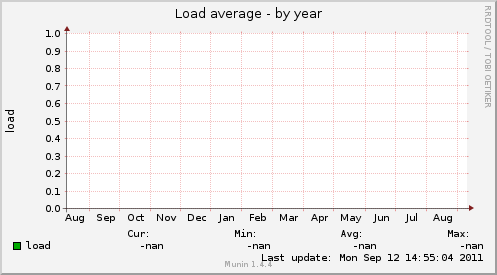 Load average - by year
RRDTOOL / TOBI OETIKER
load
1.0
0.9
0.8
0.7
0.6
0.5
0.4
0.3
0.2
0.1
0.0
Aug Sep Oct Nov Dec Jan Feb Mar Apr May Jun Jul Aug
Cur: Min: Avg: Max:
load -nan -nan -nan -nan
Last update: Mon Sep 12 14:55:04 2011
Munin 1.4.4